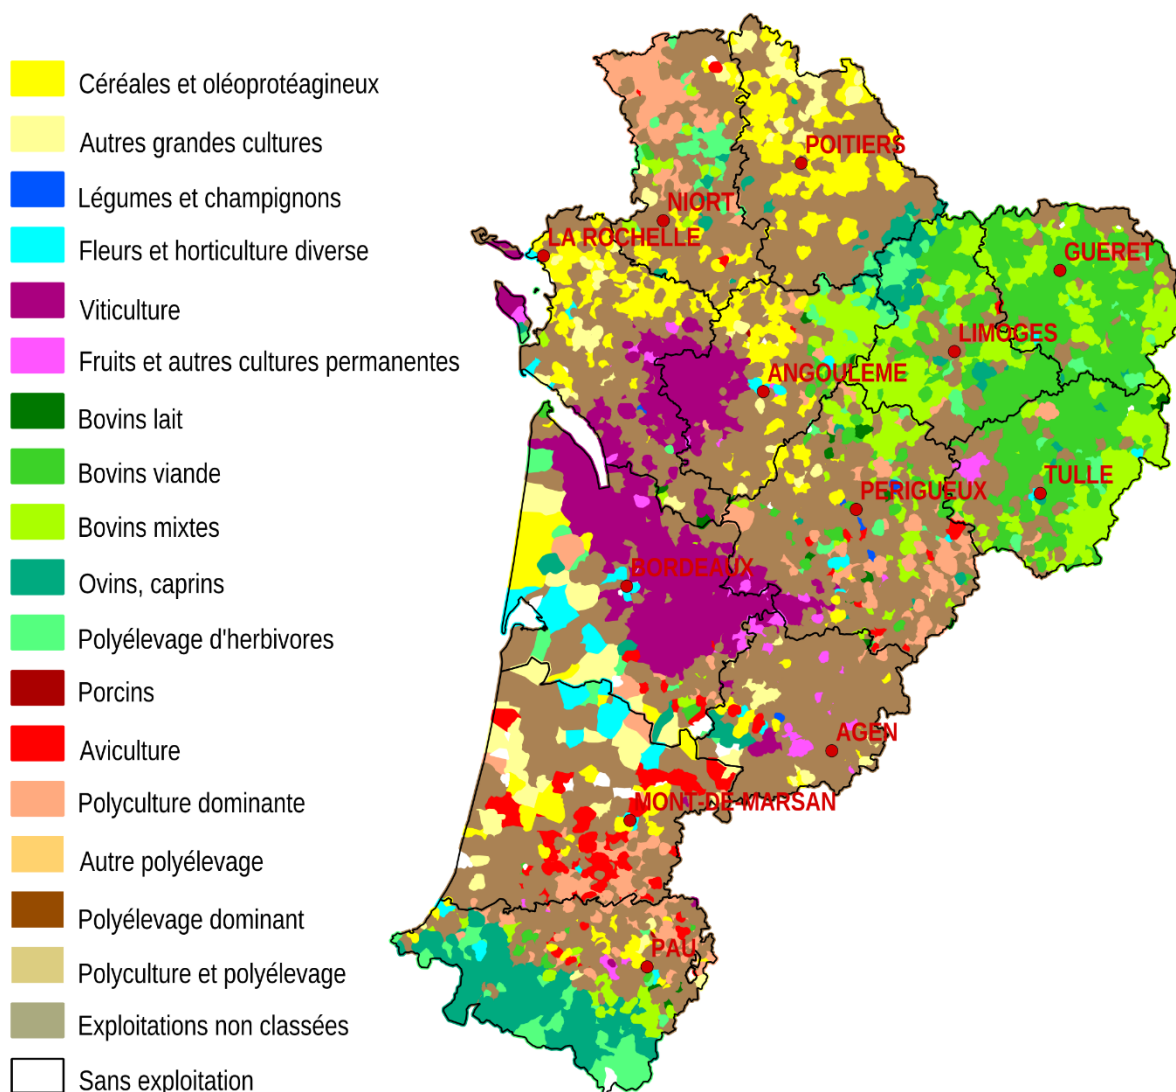 Céréales et oléoprotéagineux
Autres grandes cultures
Légumes et champignons
Fleurs et horticulture diverse
Viticulture
Fruits et autres cultures permanentes
Bovins lait
Bovins viande
Bovins mixtes
Ovins, caprins
Polyélevage d'herbivores
Porcins
Aviculture
Polyculture dominante
Autre polyélevage
Polyélevage dominant
Polyculture et polyélevage
Exploitations non classées
Sans exploitation
POITIERS
NIORT
LA ROCHELLE
GUERET
LIMOGES
ANGOULEME
TULLE
PERIGUEUX
BORDEAUX
AGEN
MONT-DE-MARSAN
PAU